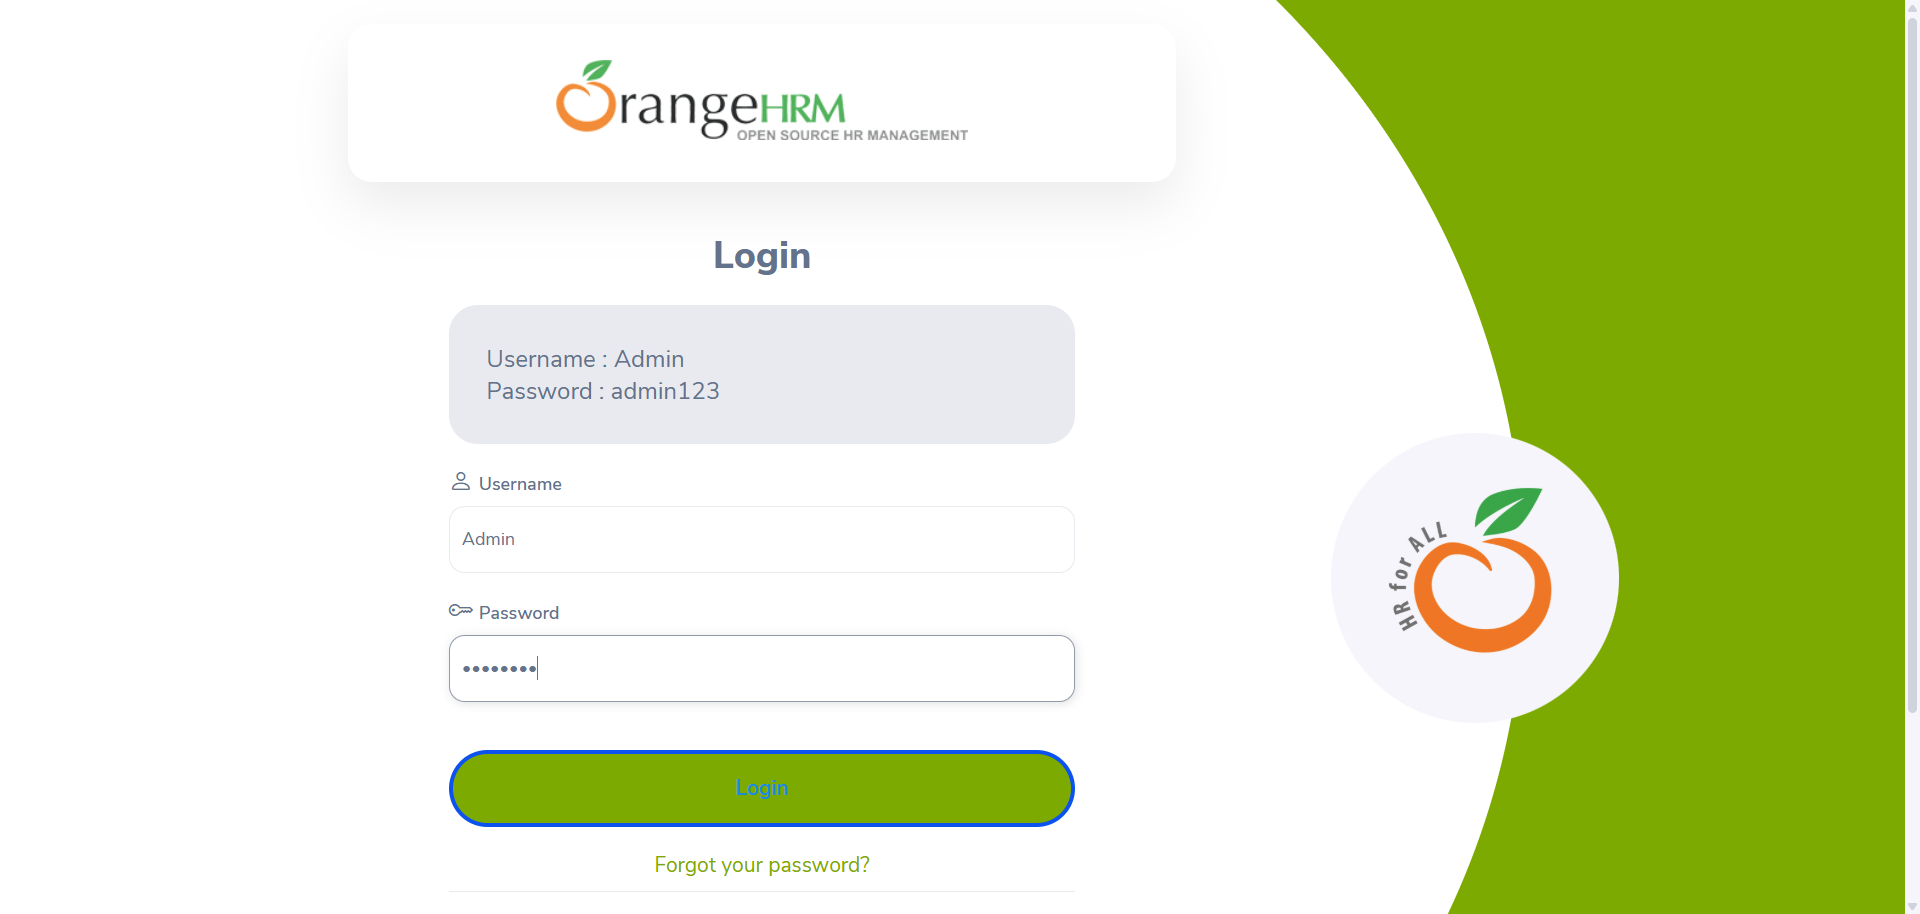 OrangeHRM
OPEN SOURCE HR MANAGEMENT
Login
Username : Admin
Password : admin123
Username
Admin
Password
••••••••
Login
Forgot your password?
HR for ALL